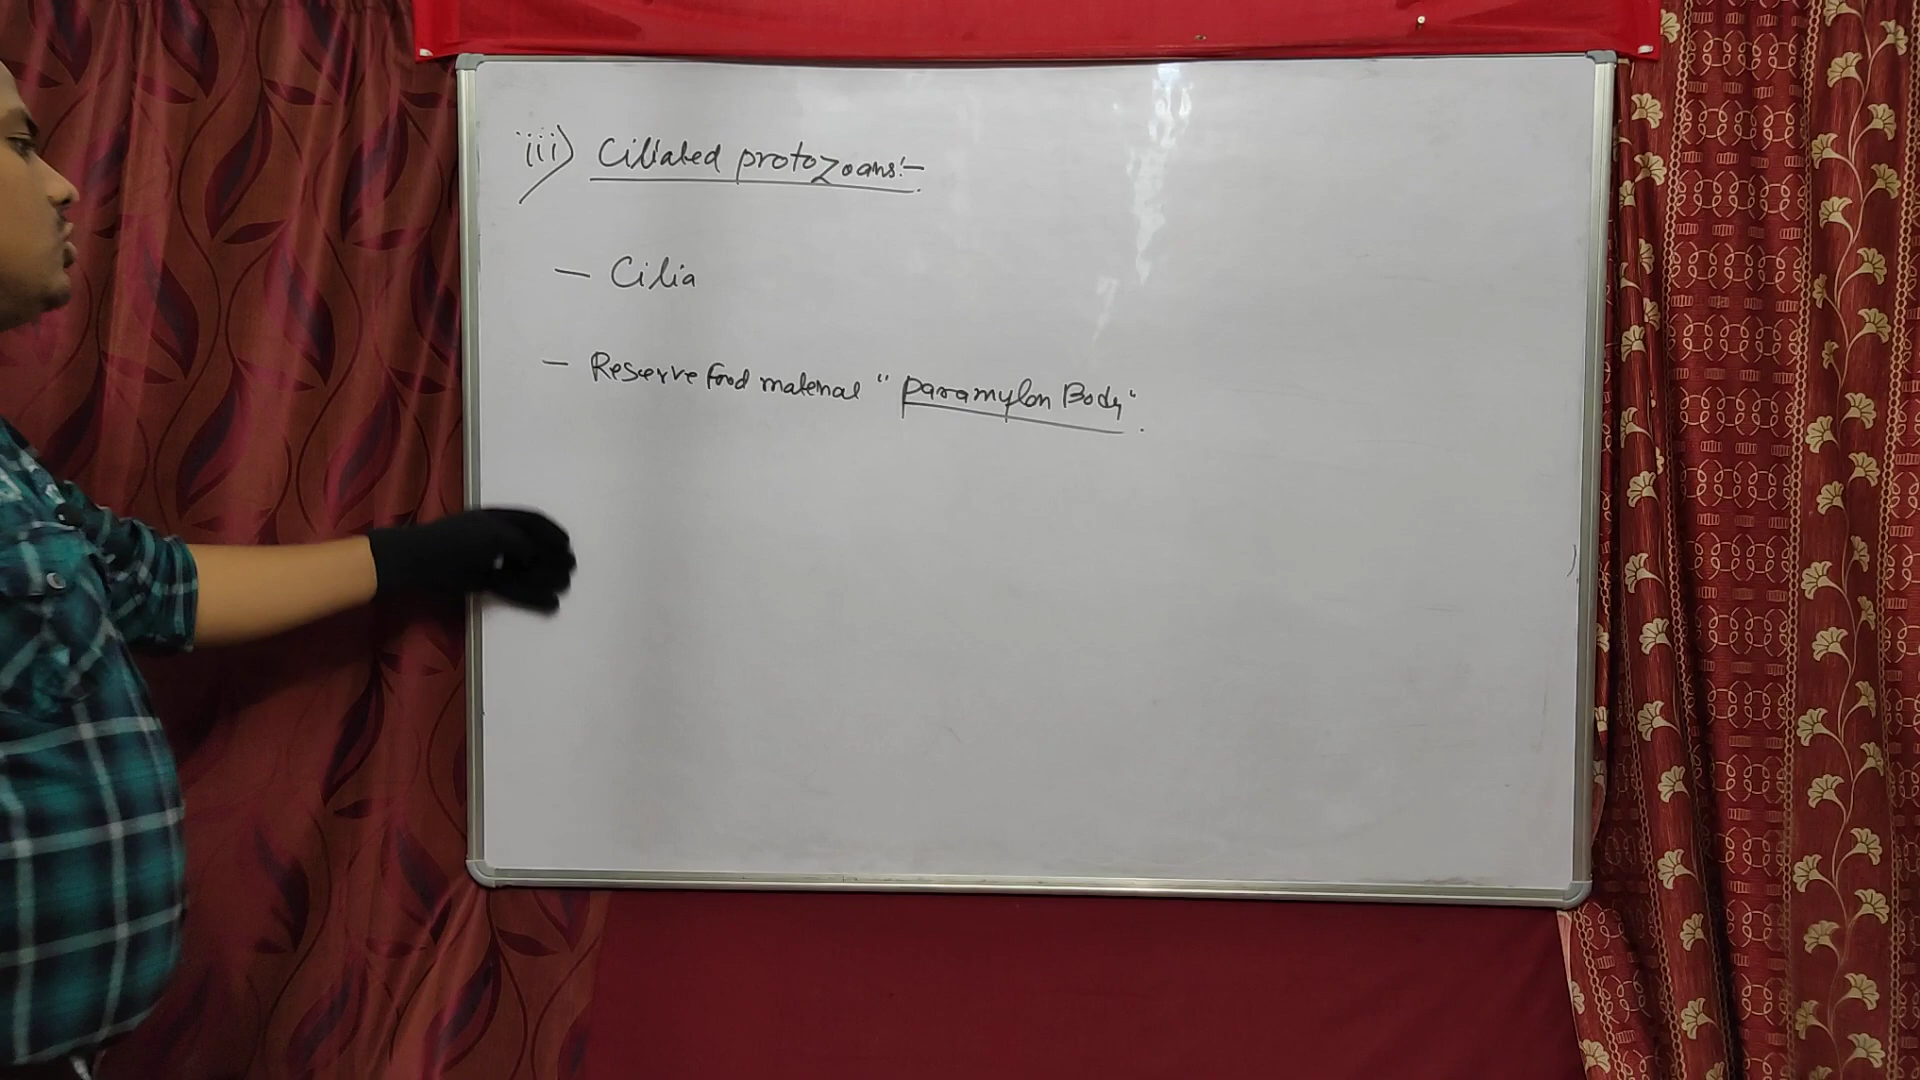 iii) Ciliated protozoans:-
— Cilia
— Reserve food material "Paramylon Body".